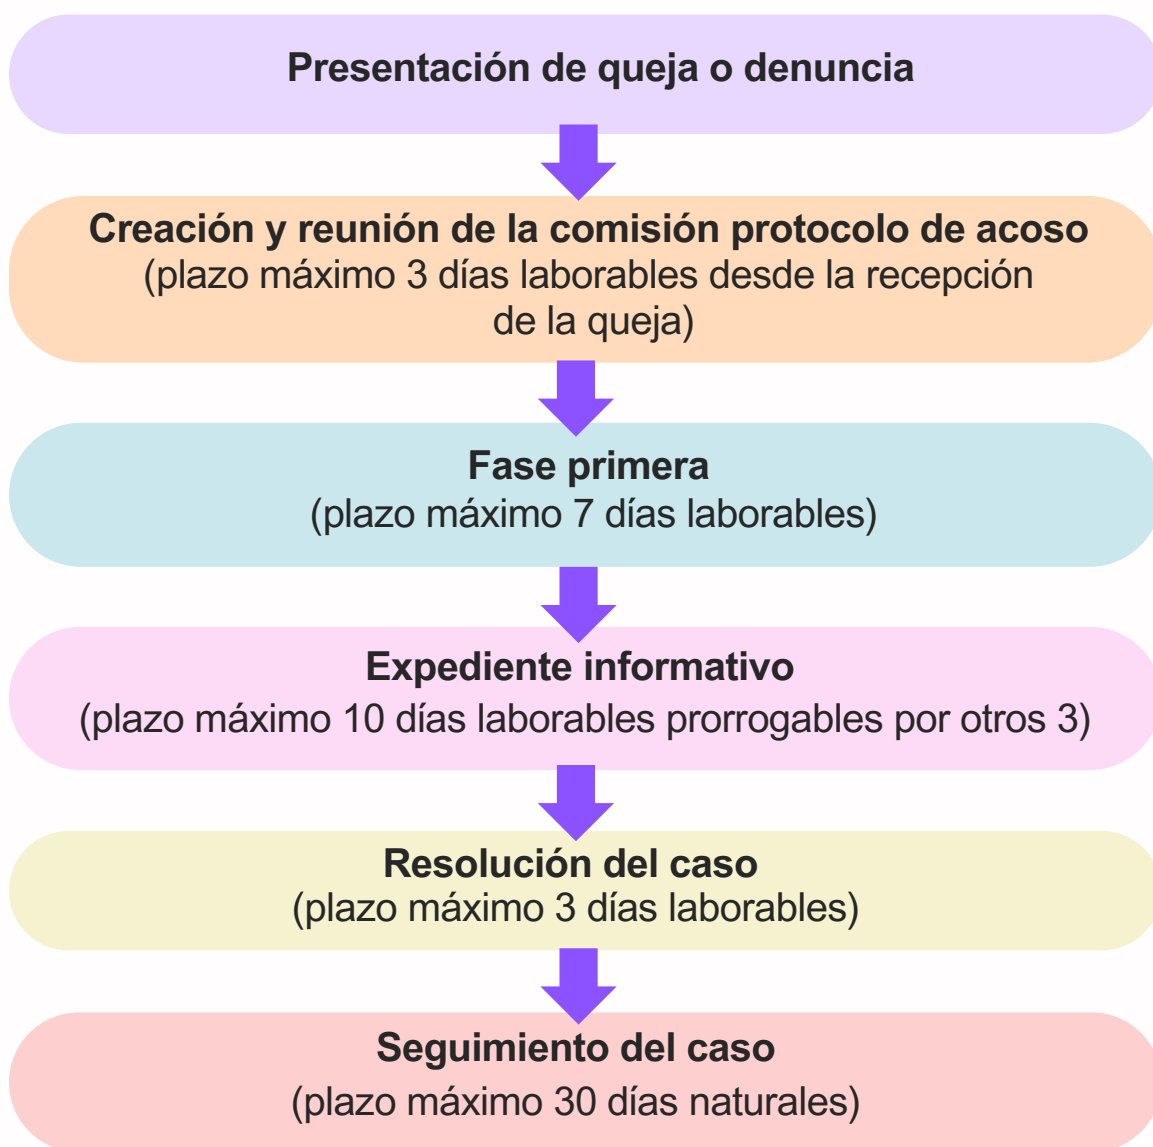 Presentación de queja o denuncia
Creación y reunión de la comisión protocolo de acoso
(plazo máximo 3 días laborables desde la recepción
de la queja)
Fase primera
(plazo máximo 7 días laborables)
Expediente informativo
(plazo máximo 10 días laborables prorrogables por otros 3)
Resolución del caso
(plazo máximo 3 días laborables)
Seguimiento del caso
(plazo máximo 30 días naturales)